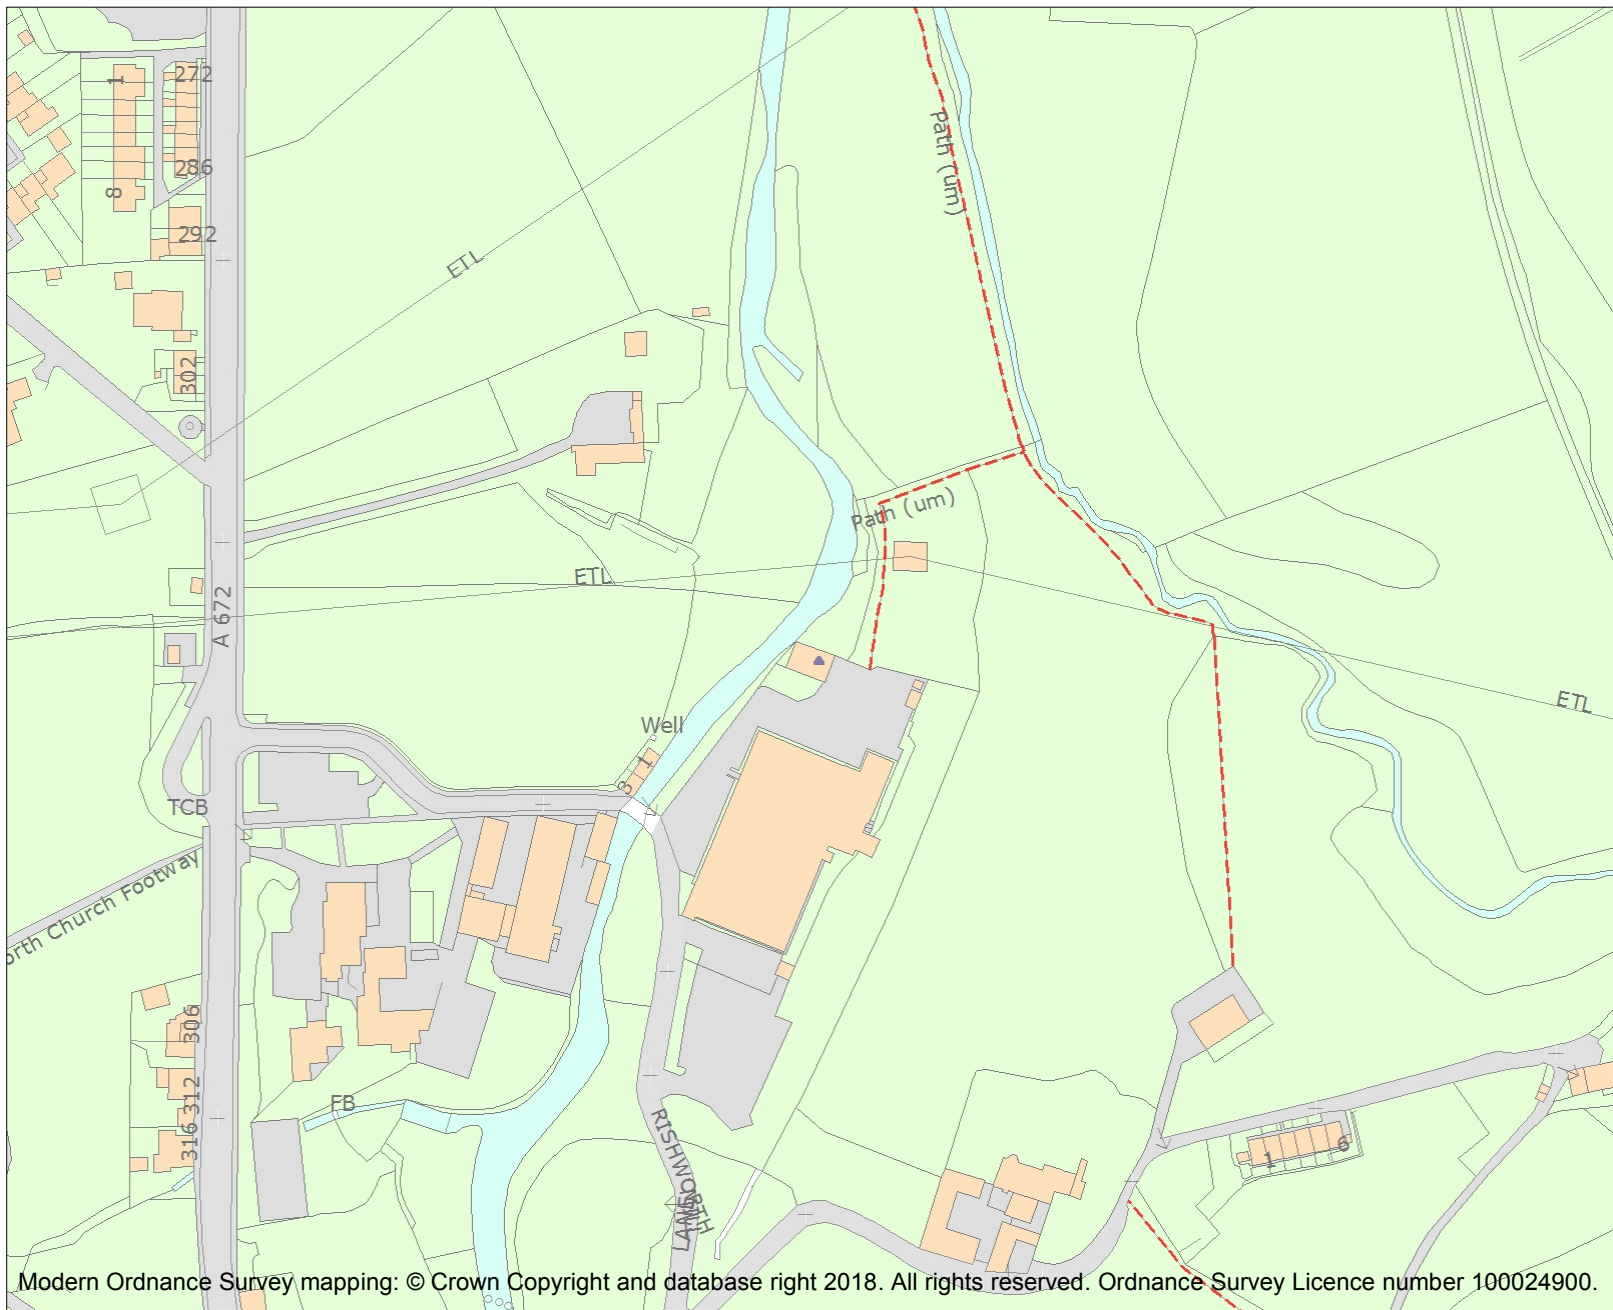 272
1
Path (um)
286
8
292
ETL
302
Path (um)
ETL
A 672
ETL
Well
1
3
TCB
orth Church Footway
306
FB
312
316
RISHWORTH
LANE
1
6
Modern Ordnance Survey mapping: © Crown Copyright and database right 2018. All rights reserved. Ordnance Survey Licence number 100024900.